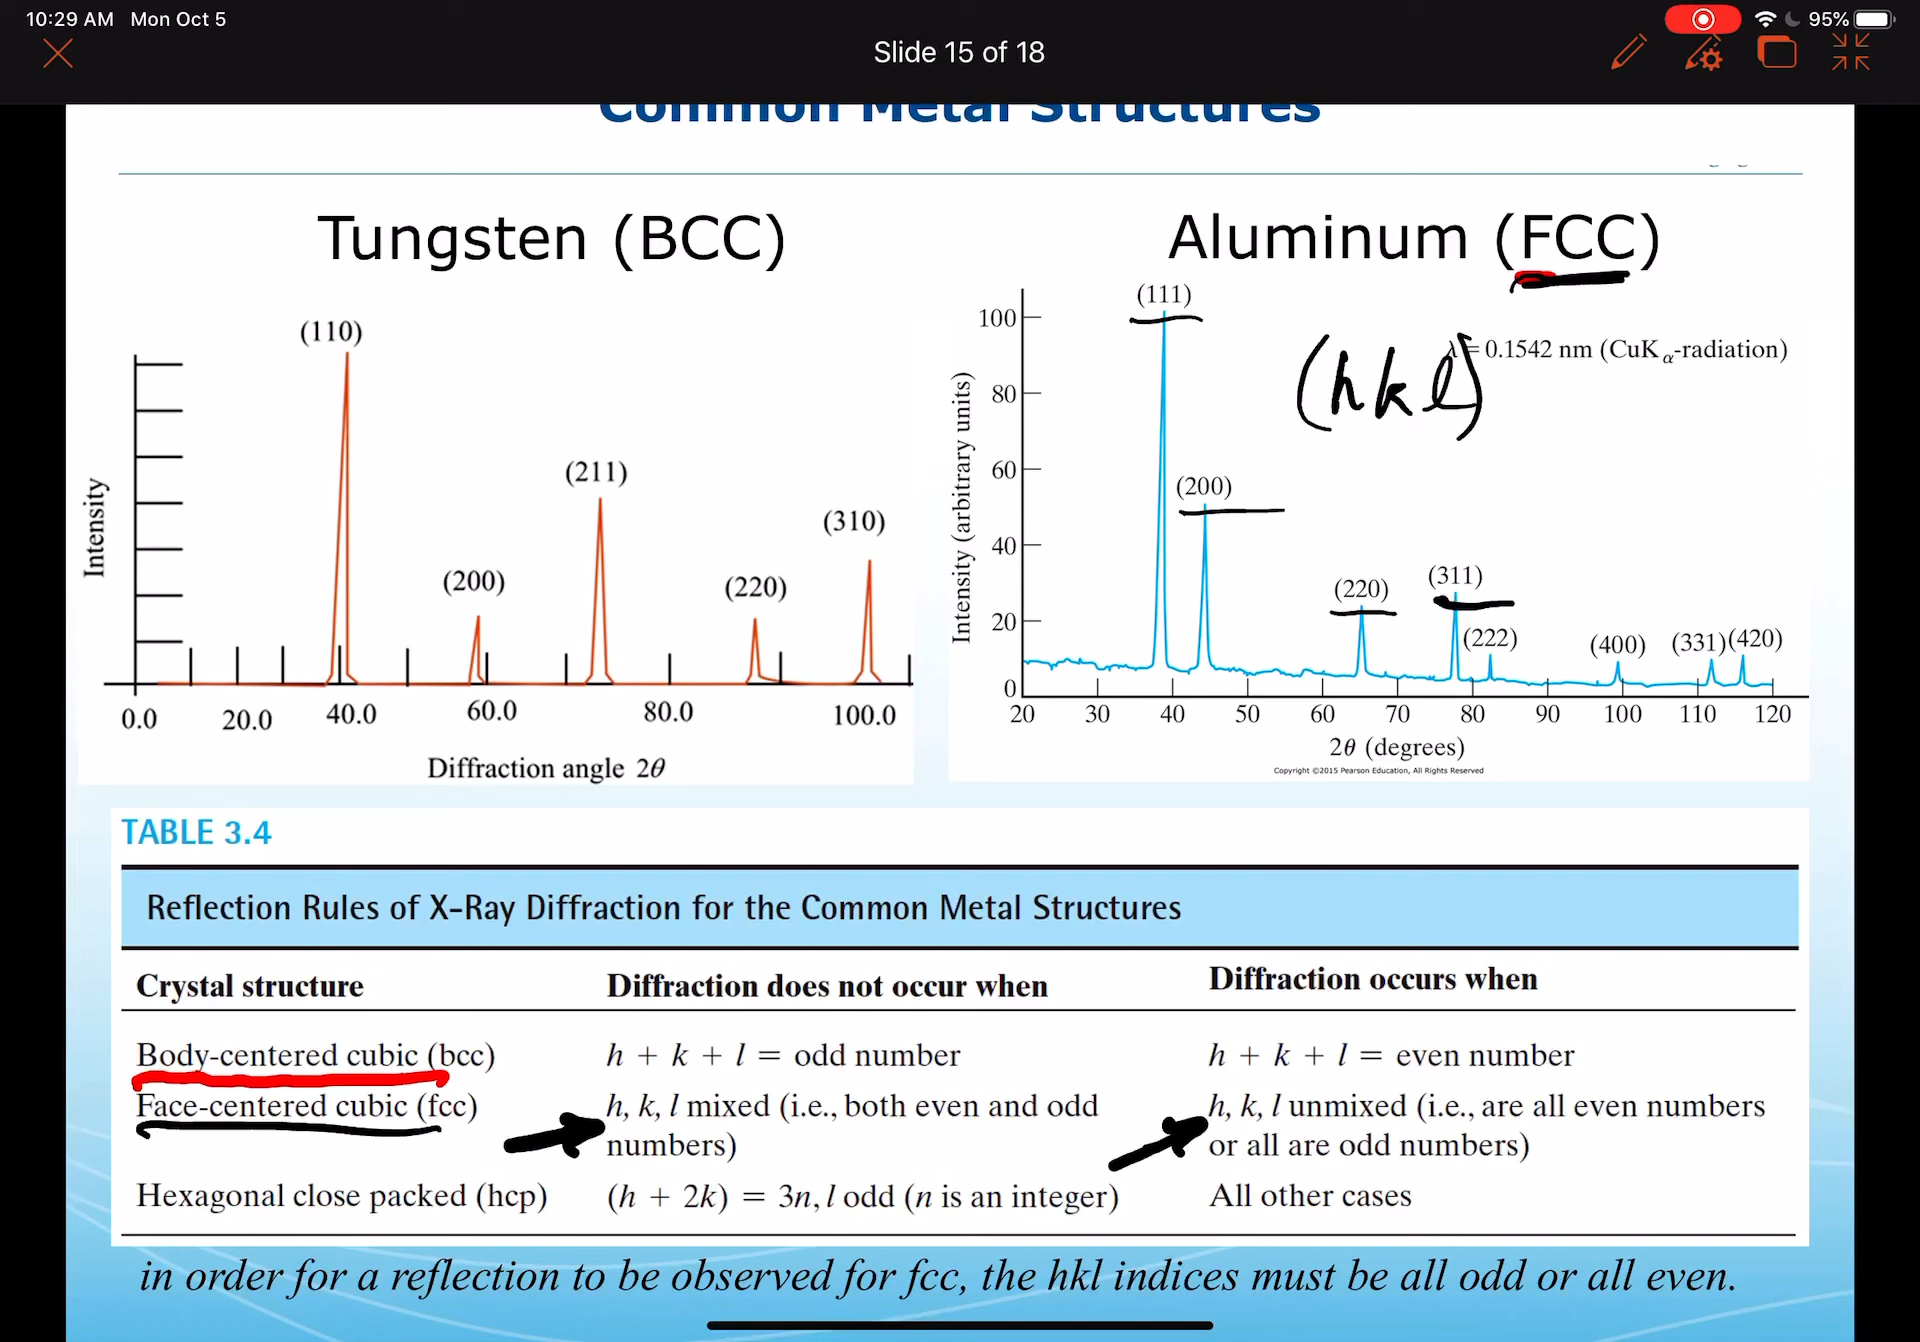 10:29 AM Mon Oct 5
95%
Slide 15 of 18
Common Metal Structures
Tungsten (BCC)
(110)
(200)
(211)
(220)
(310)
Intensity
0.0 20.0 40.0 60.0 80.0 100.0
Diffraction angle 2θ
Aluminum (FCC)
(111)
(hkl)
λ = 0.1542 nm (CuKα-radiation)
(200)
(220)
(311)
(222)
(400)
(331) (420)
Intensity (arbitrary units)
100
80
60
40
20
0
20 30 40 50 60 70 80 90 100 110 120
2θ (degrees)
Copyright ©2015 Pearson Education, All Rights Reserved
TABLE 3.4
Reflection Rules of X-Ray Diffraction for the Common Metal Structures
Crystal structure Diffraction does not occur when Diffraction occurs when
Body-centered cubic (bcc) h + k + l = odd number h + k + l = even number
Face-centered cubic (fcc) h, k, l mixed (i.e., both even and odd h, k, l unmixed (i.e., are all even numbers
numbers) or all are odd numbers)
Hexagonal close packed (hcp) (h + 2k) = 3n, l odd (n is an integer) All other cases
in order for a reflection to be observed for fcc, the hkl indices must be all odd or all even.